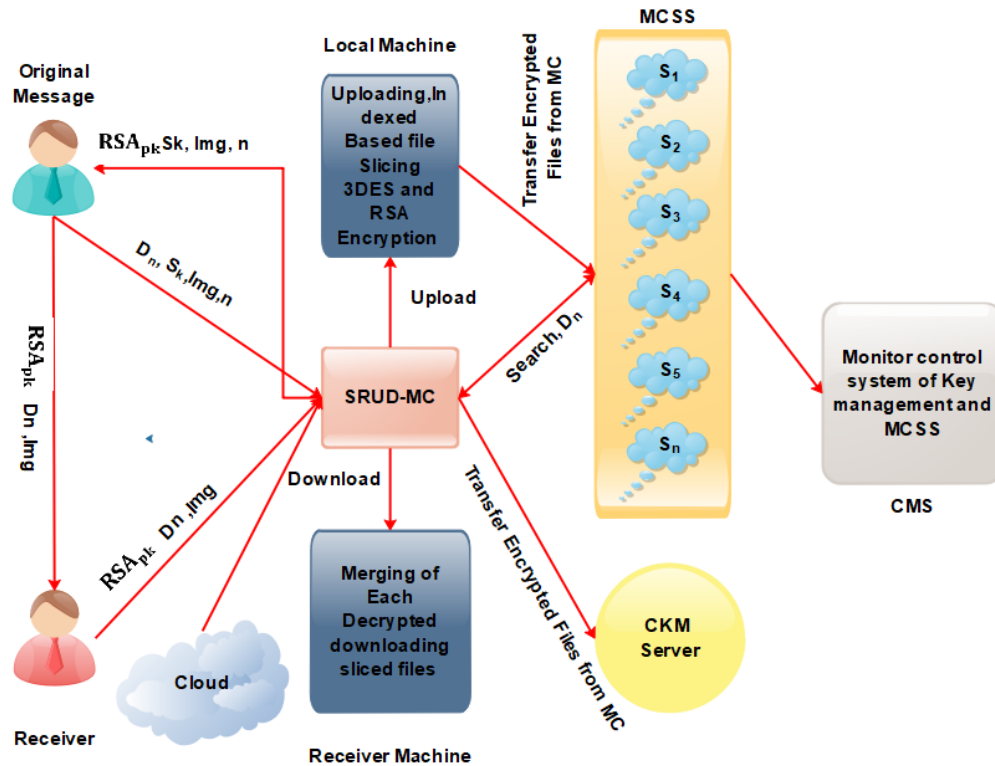 MCSS
Local Machine
Original
Message
Uploading,In
dexed
Based file
Slicing
3DES and
RSA
Encryption
Transfer Encrypted
Files from MC
S1
S2
S3
S4
S5
Sn
RSApk Sk, Img, n
Dn, Sk,Img,n
Upload
Search, Dn
RSApk Dn ,Img
SRUD-MC
Monitor control
system of Key
management and
MCSS
CMS
Download
RSApk Dn ,Img
Transfer Encrypted Files from MC
Merging of
Each
Decrypted
downloading
sliced files
CKM
Server
Cloud
Receiver
Receiver Machine